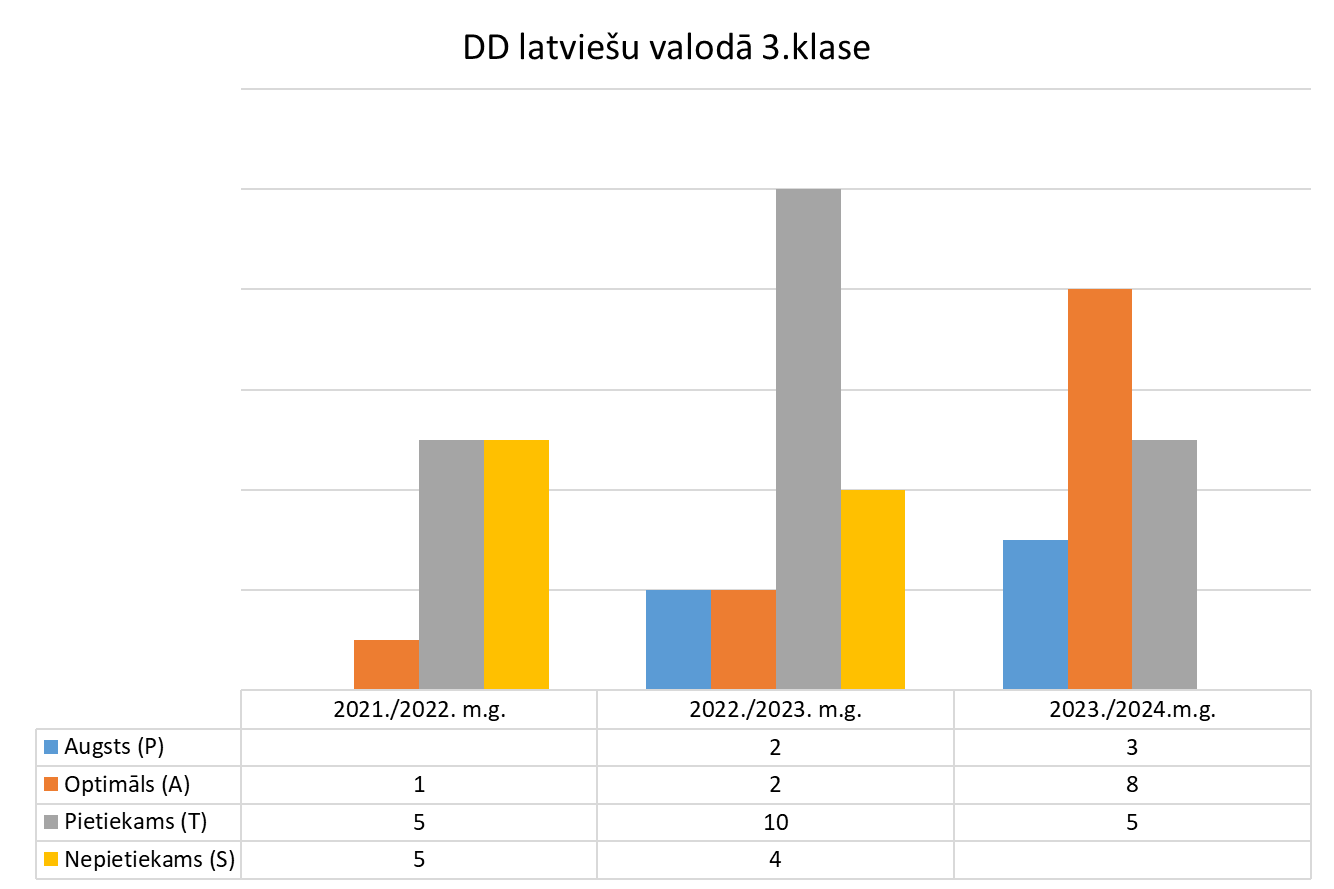 DD latviešu valodā 3.klase
2021./2022. m.g. 2022./2023. m.g. 2023./2024.m.g.
Augsts (P) 2 3
Optimāls (A) 1 2 8
Pietiekams (T) 5 10 5
Nepietiekams (S) 5 4